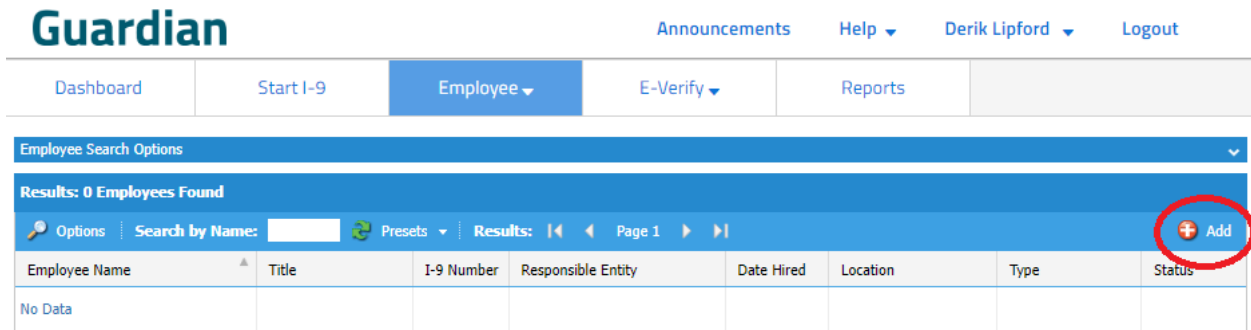 Guardian Announcements Help Derik Lipford Logout
Dashboard Start I-9 Employee E-Verify Reports
Employee Search Options
Results: 0 Employees Found
Options Search by Name: Presets Results: Page 1 Add
Employee Name Title I-9 Number Responsible Entity Date Hired Location Type Status
No Data